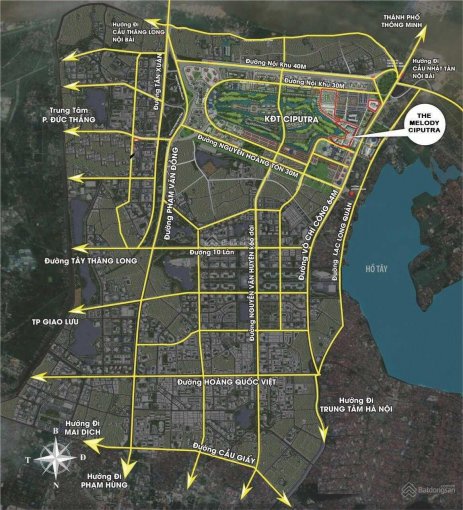 Hướng Đi
CẦU THĂNG LONG
NỘI BÀI
THÀNH PHỐ
THÔNG MINH
Hướng Đi
CẦU NHẬT TÂN
NỘI BÀI
Đường Nội Khu 40M
Đường Nội Khu 30M
Đường TÂN XUÂN
Trung Tâm
P. ĐỨC THẮNG
KĐT CIPUTRA
THE
MELODY
CIPUTRA
Đường NGUYỄN HOÀNG TÔN 30M
Đường PHẠM VĂN ĐỒNG
Đường VÕ CHÍ CÔNG 64M
Đường LẠC LONG QUÂN
Đường NGUYỄN VĂN HUYÊN kéo dài
Đường 10 Làn
Đường TÂY THĂNG LONG
HỒ TÂY
TP GIAO LƯU
Đường HOÀNG QUỐC VIỆT
Hướng Đi
TRUNG TÂM HÀ NỘI
Hướng Đi
MAI DỊCH
B
T
Đ
N
Đường CẦU GIẤY
Hướng Đi
PHẠM HÙNG
Batdongsan